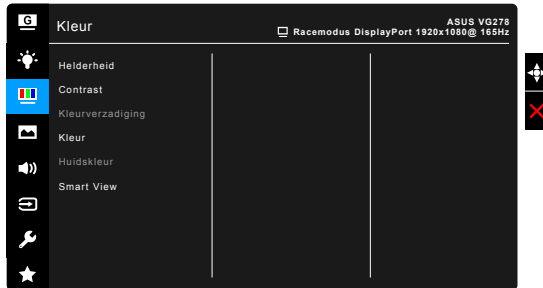 G
Kleur
ASUS VG278
Racemodus DisplayPort 1920x1080@ 165Hz
Helderheid
Contrast
Kleurverzadiging
Kleur
Huidskleur
Smart View